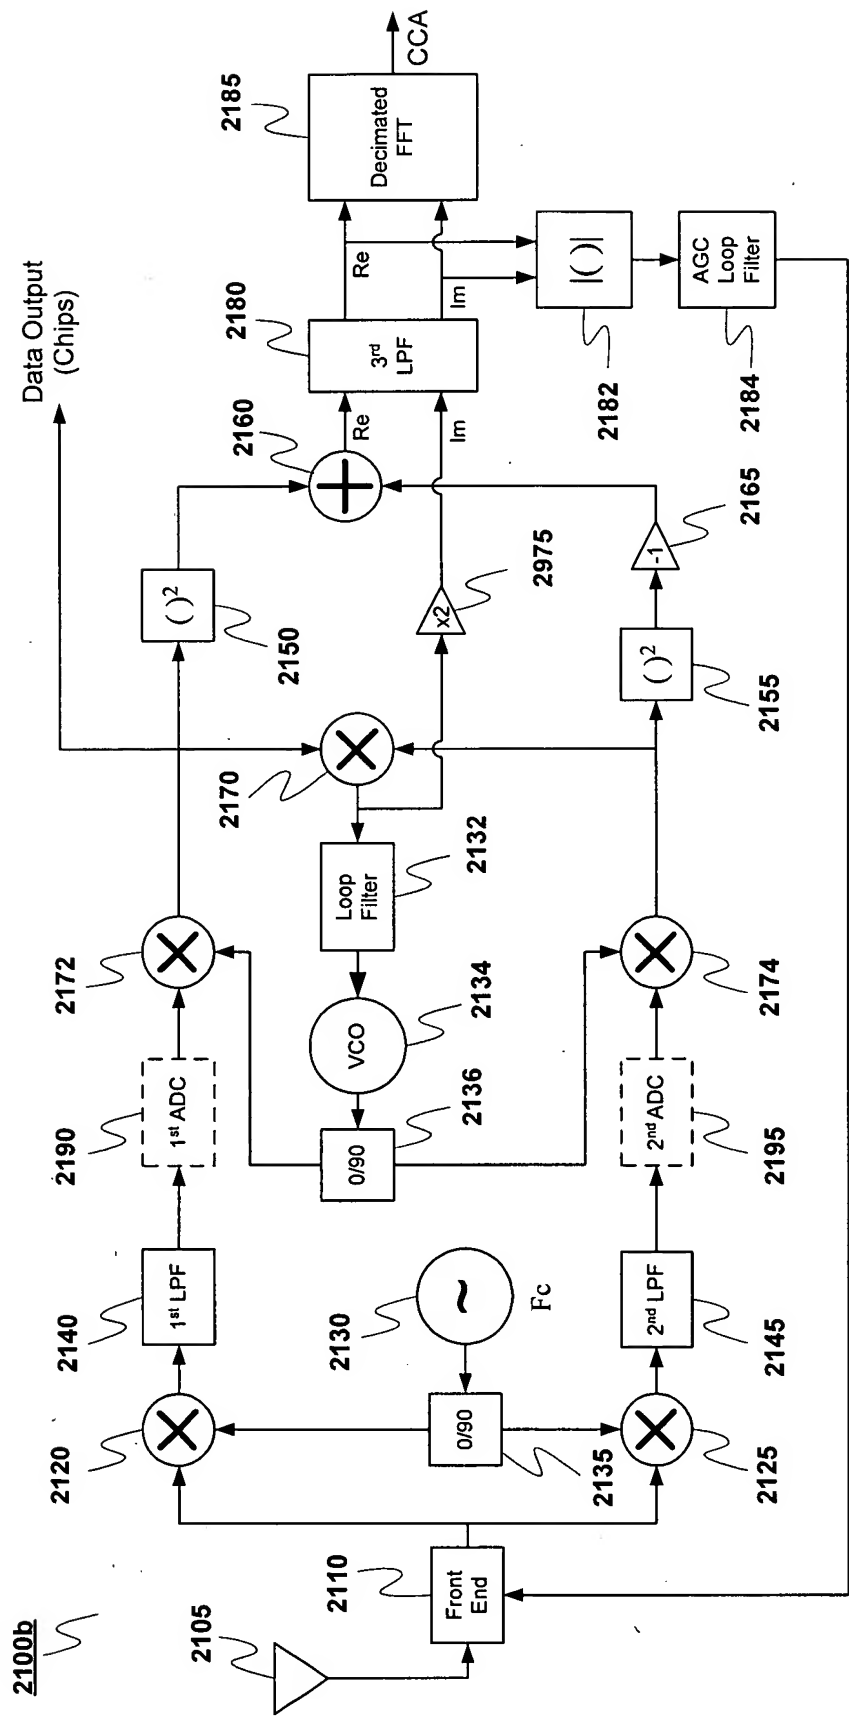 2100b
2105
2110
Front
End
2120
2125
0/90
2135
2130
~
Fc
1st LPF
2140
2nd LPF
2145
1st ADC
2190
2nd ADC
2195
0/90
2136
VCO
2134
Loop
Filter
2132
2172
2174
2170
Data Output
(Chips)
( )²
2150
( )²
2155
x2
2975
-1
2165
2160
Re
Im
3rd
LPF
2180
Re
Im
|( )|
2182
AGC
Loop
Filter
2184
Decimated
FFT
2185
CCA